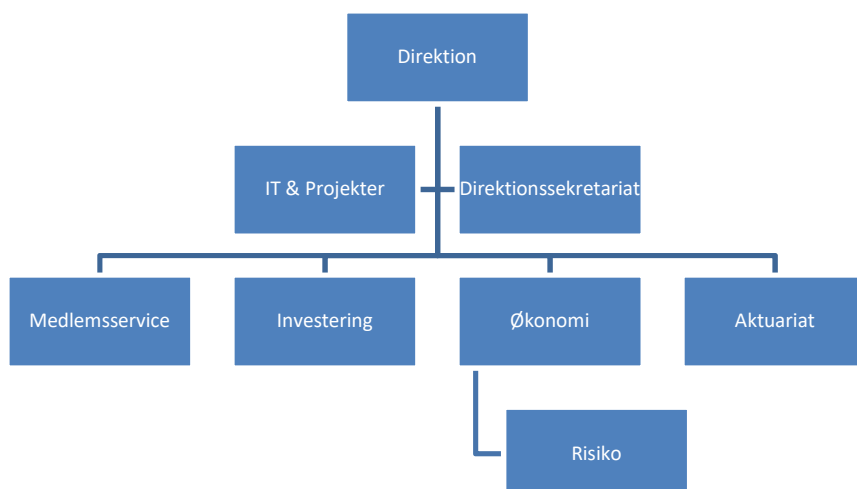 Direktion
IT & Projekter
Direktionssekretariat
Medlemsservice
Investering
Økonomi
Aktuariat
Risiko